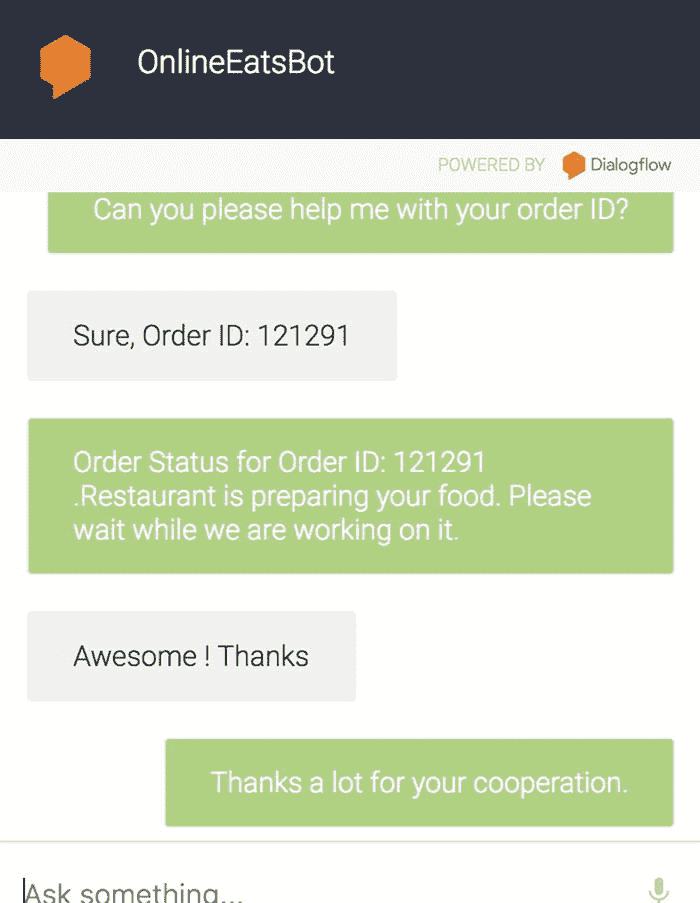 OnlineEatsBot
POWERED BY Dialogflow
Can you please help me with your order ID?
Sure, Order ID: 121291
Order Status for Order ID: 121291
.Restaurant is preparing your food. Please
wait while we are working on it.
Awesome ! Thanks
Thanks a lot for your cooperation.
Ask something...